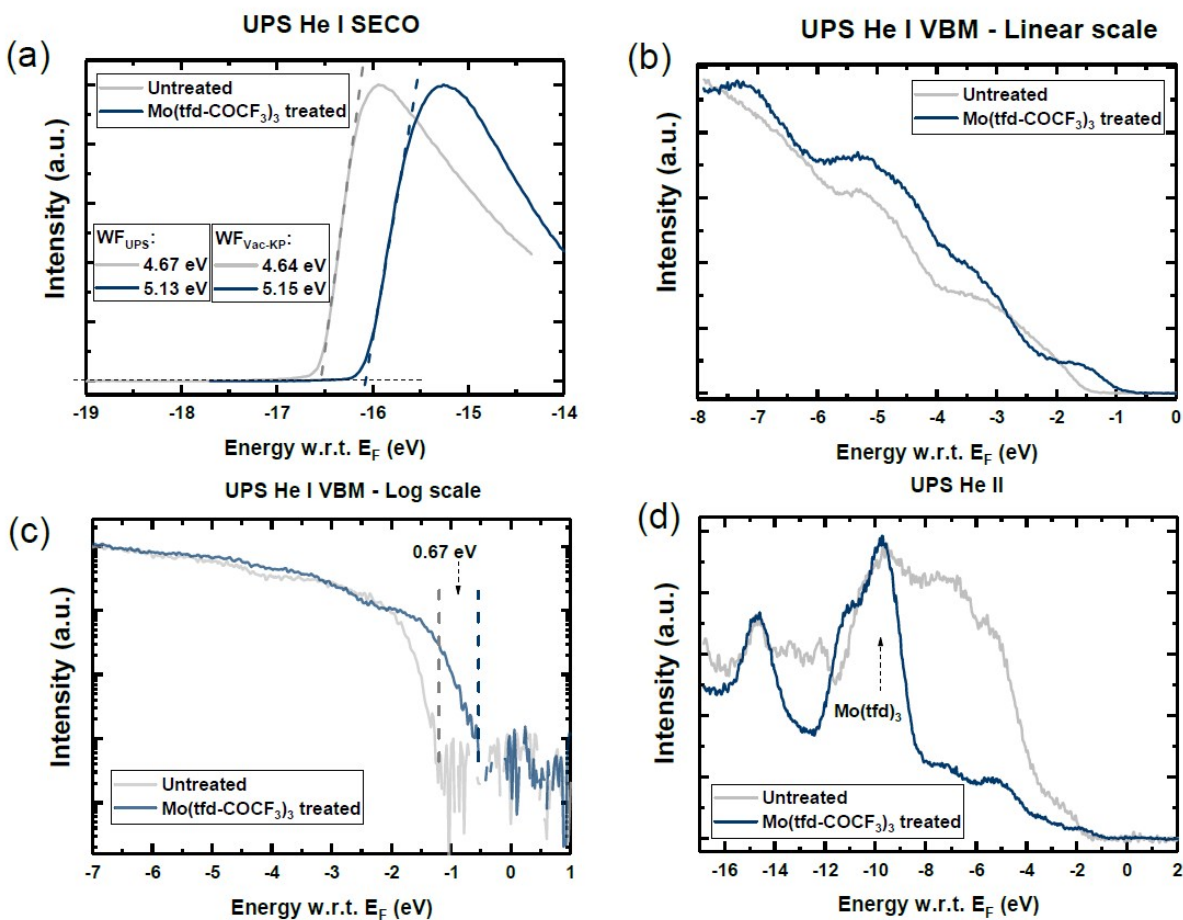 (a)
UPS He I SECO
Untreated
Mo(tfd-COCF3)3 treated
WFUPS:
4.67 eV
5.13 eV
WFVac-KP:
4.64 eV
5.15 eV
Intensity (a.u.)
-19 -18 -17 -16 -15 -14
Energy w.r.t. EF (eV)
(b)
UPS He I VBM - Linear scale
Untreated
Mo(tfd-COCF3)3 treated
Intensity (a.u.)
-8 -7 -6 -5 -4 -3 -2 -1 0
Energy w.r.t. EF (eV)
(c)
UPS He I VBM - Log scale
0.67 eV
Intensity (a.u.)
Untreated
Mo(tfd-COCF3)3 treated
-7 -6 -5 -4 -3 -2 -1 0 1
Energy w.r.t. EF (eV)
(d)
UPS He II
Mo(tfd)3
Intensity (a.u.)
Untreated
Mo(tfd-COCF3)3 treated
-16 -14 -12 -10 -8 -6 -4 -2 0 2
Energy w.r.t. EF (eV)